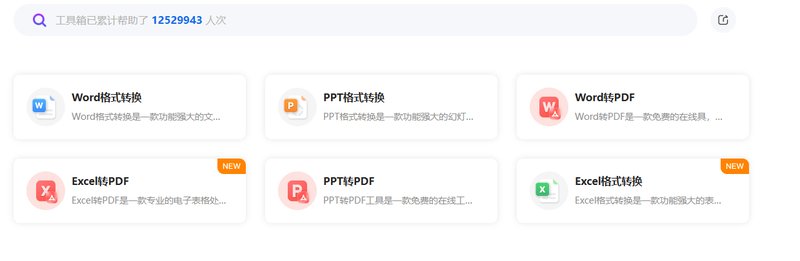 工具箱已累计帮助了 12529943 人次
Word格式转换
Word格式转换是一款功能强大的文...
PPT格式转换
PPT格式转换是一款功能强大的幻灯...
Word转PDF
Word转PDF是一款免费的在线具，...
NEW
Excel转PDF
Excel转PDF是一款专业的电子表格处...
PPT转PDF
PPT转PDF工具是一款免费的在线工...
NEW
Excel格式转换
Excel格式转换是一款功能强大的表...